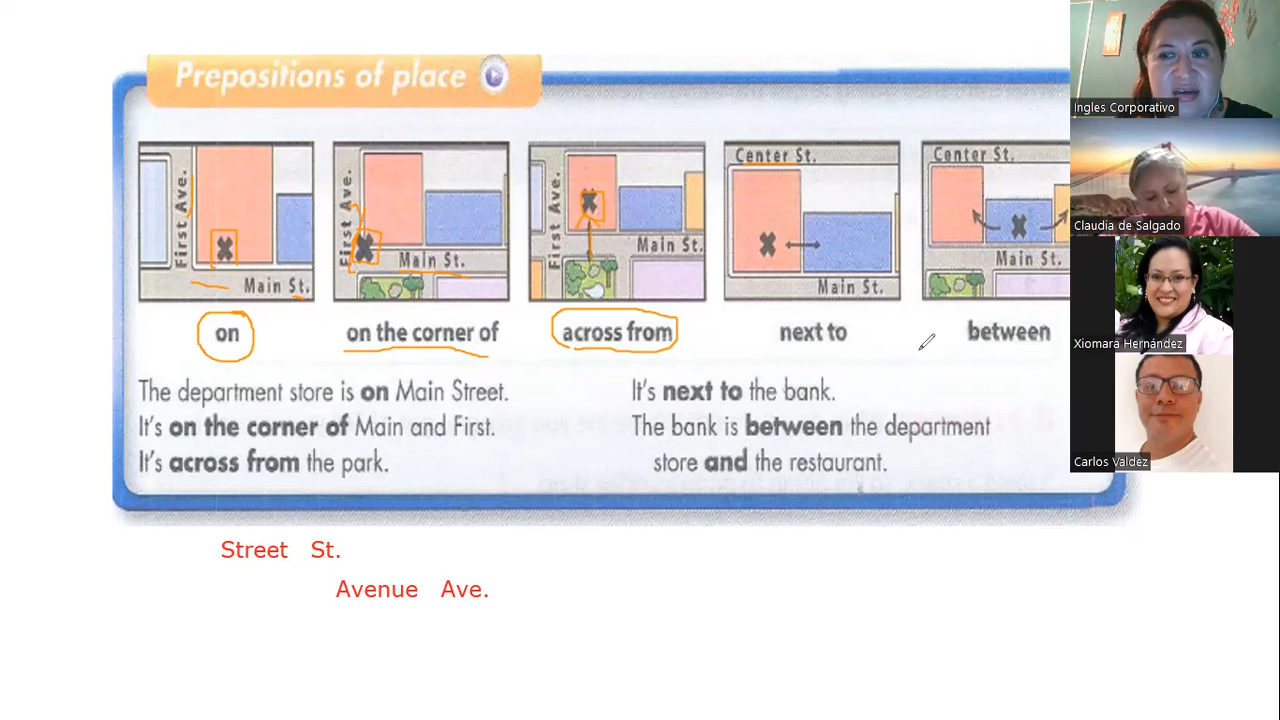 Prepositions of place
First Ave.
Main St.
First Ave.
Main St.
First Ave.
Main St.
Center St.
Main St.
Center St.
Main St.
on
on the corner of
across from
next to
between
The department store is on Main Street.
It's on the corner of Main and First.
It's across from the park.
It's next to the bank.
The bank is between the department
store and the restaurant.
Street St.
Avenue Ave.
Ingles Corporativo
Claudia de Salgado
Xiomara Hernández
Carlos Valdez